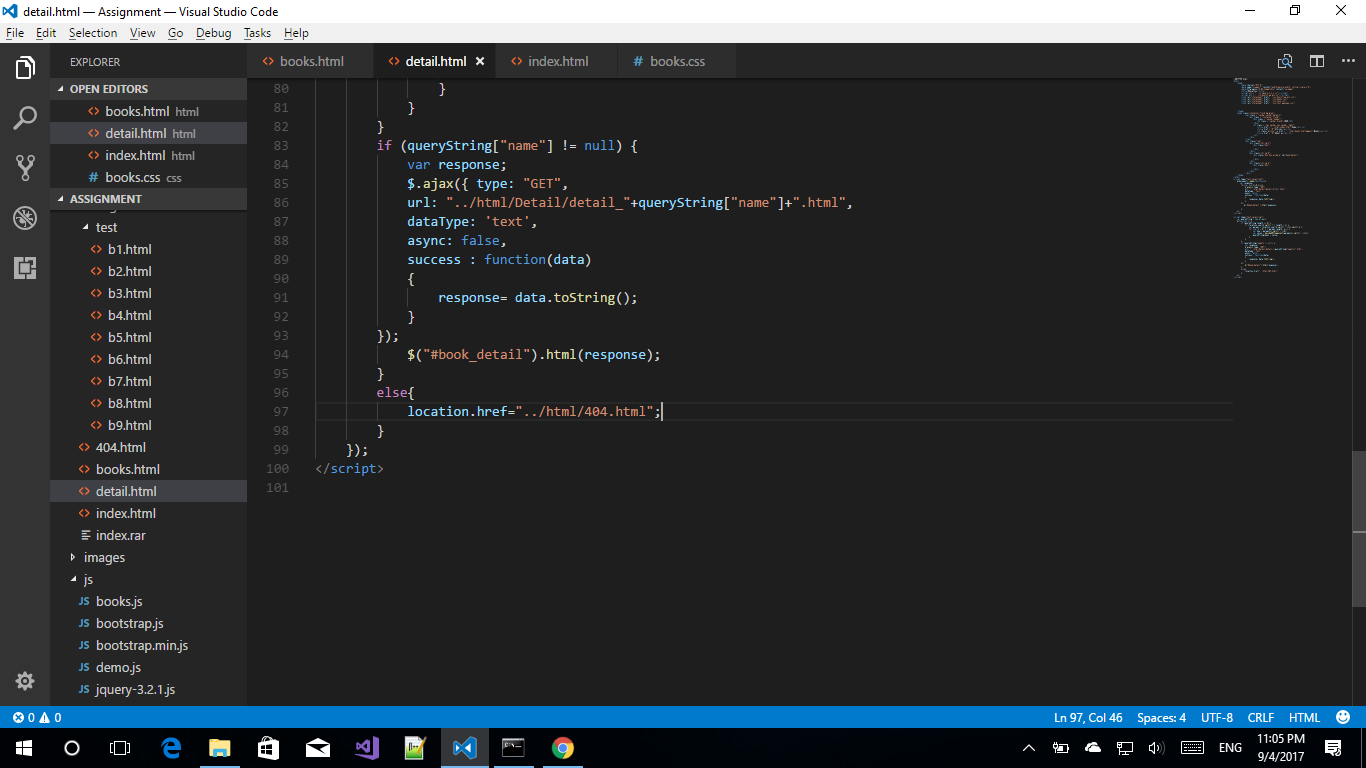 detail.html — Assignment — Visual Studio Code
File Edit Selection View Go Debug Tasks Help
EXPLORER
OPEN EDITORS
books.html html
detail.html html
index.html html
books.css css
ASSIGNMENT
test
b1.html
b2.html
b3.html
b4.html
b5.html
b6.html
b7.html
b8.html
b9.html
404.html
books.html
detail.html
index.html
index.rar
images
js
JS books.js
JS bootstrap.js
JS bootstrap.min.js
JS demo.js
JS jquery-3.2.1.js
books.html detail.html index.html # books.css
80 }
81 }
82 }
83 if (queryString["name"] != null) {
84 var response;
85 $.ajax({ type: "GET",
86 url: "../html/Detail/detail_"+queryString["name"]+".html",
87 dataType: 'text',
88 async: false,
89 success : function(data)
90 {
91 response= data.toString();
92 }
93 });
94 $("#book_detail").html(response);
95 }
96 else{
97 location.href="../html/404.html";
98 }
99 });
100 </script>
101
0 0 Ln 97, Col 46 Spaces: 4 UTF-8 CRLF HTML
ENG
11:05 PM
9/4/2017